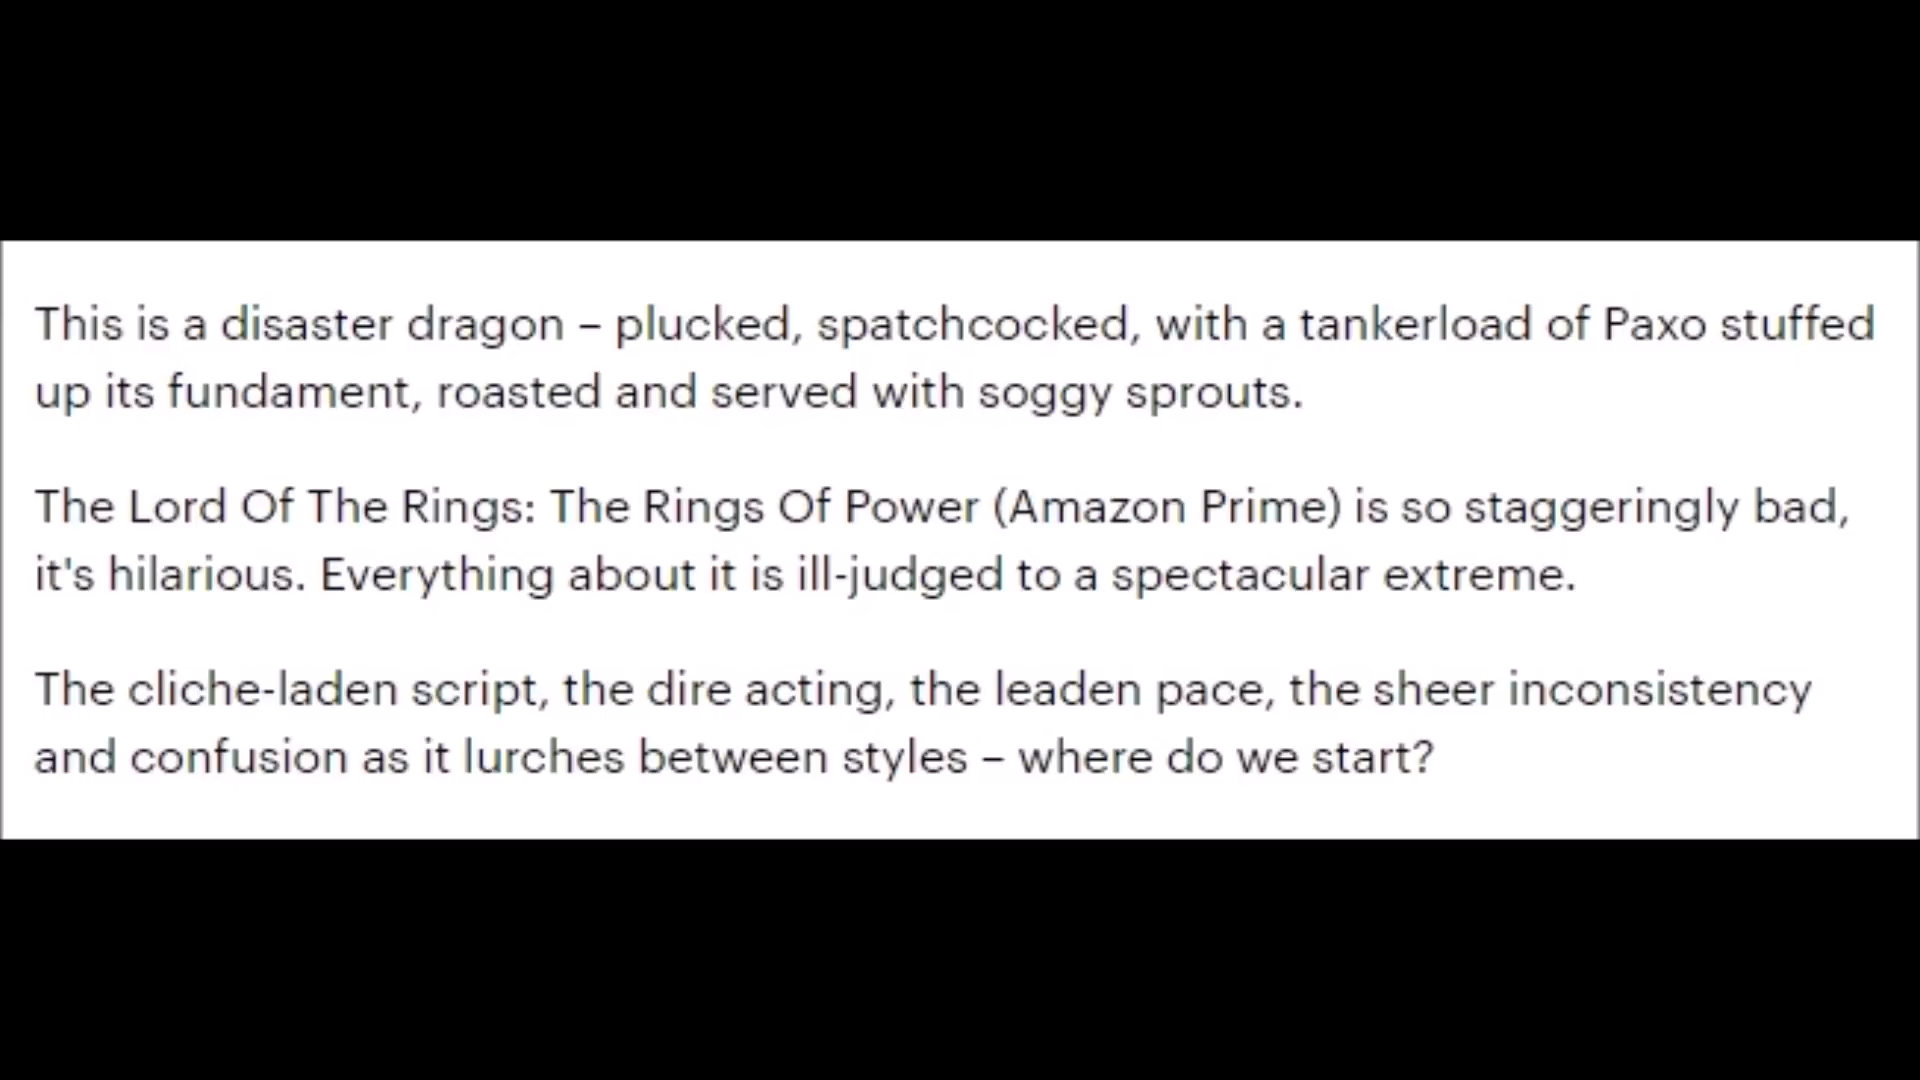 This is a disaster dragon – plucked, spatchcocked, with a tankerload of Paxo stuffed
up its fundament, roasted and served with soggy sprouts.
The Lord Of The Rings: The Rings Of Power (Amazon Prime) is so staggeringly bad,
it's hilarious. Everything about it is ill-judged to a spectacular extreme.
The cliche-laden script, the dire acting, the leaden pace, the sheer inconsistency
and confusion as it lurches between styles – where do we start?